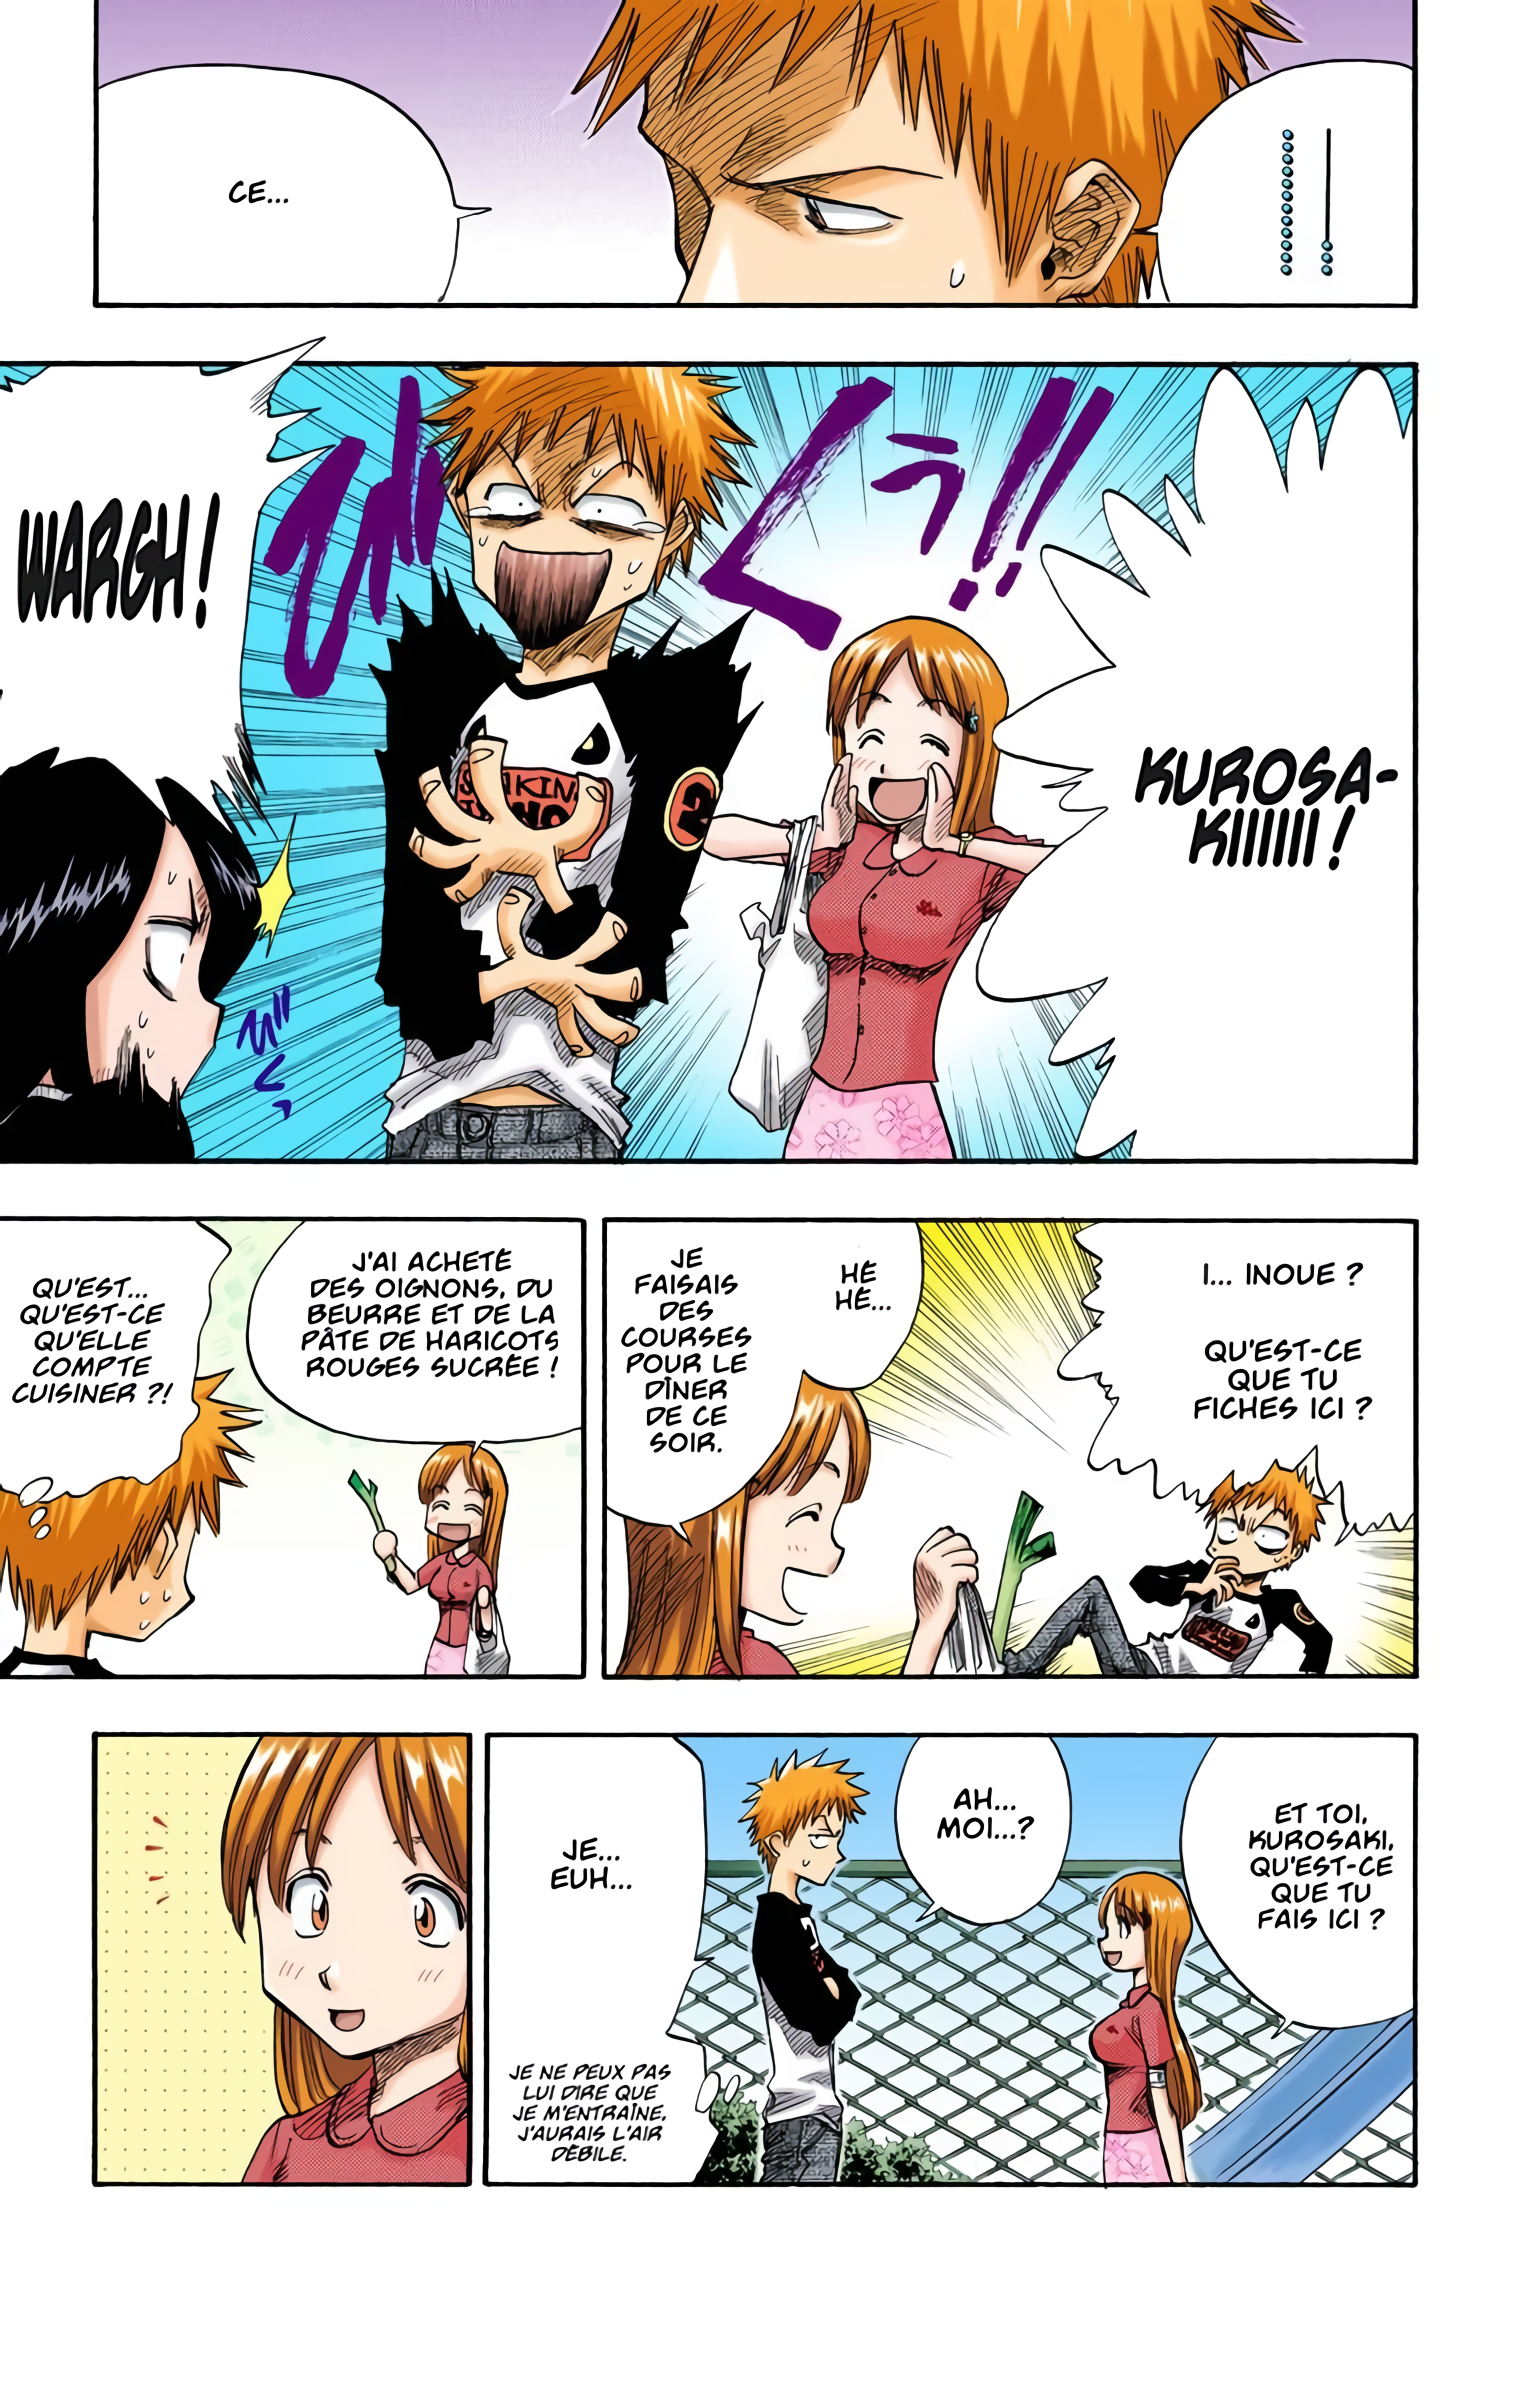 CE...
びくぅ!!
KUROSA-
KIIIIIII !
WARGH !
びくっ
2
I... INOUE ?
QU'EST-CE
QUE TU
FICHES ICI ?
HÉ
HÉ...
JE
FAISAIS
DES
COURSES
POUR LE
DÎNER
DE CE
SOIR.
J'AI ACHETÉ
DES OIGNONS, DU
BEURRE ET DE LA
PÂTE DE HARICOTS
ROUGES SUCRÉE !
QU'EST...
QU'EST-CE
QU'ELLE
COMPTE
CUISINER ?!
ET TOI,
KUROSAKI,
QU'EST-CE
QUE TU
FAIS ICI ?
AH...
MOI...?
JE...
EUH...
JE NE PEUX PAS
LUI DIRE QUE
JE M'ENTRAÎNE,
J'AURAIS L'AIR
DÉBILE.